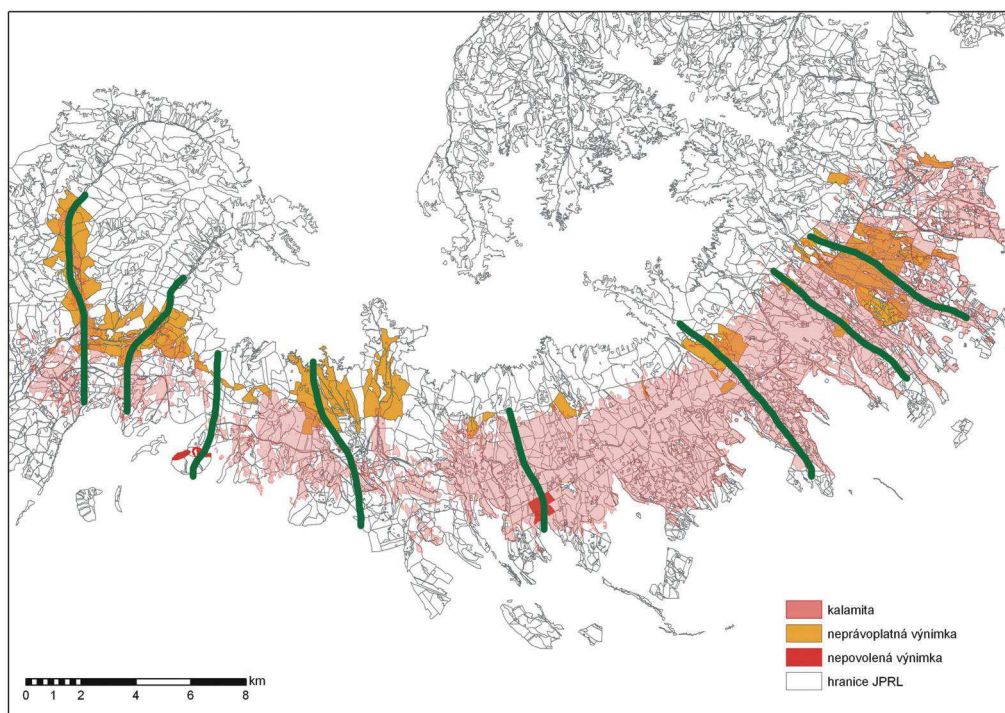 kalamita
neprávoplatná výnimka
nepovolená výnimka
hranice JPRL
km
0 1 2 4 6 8